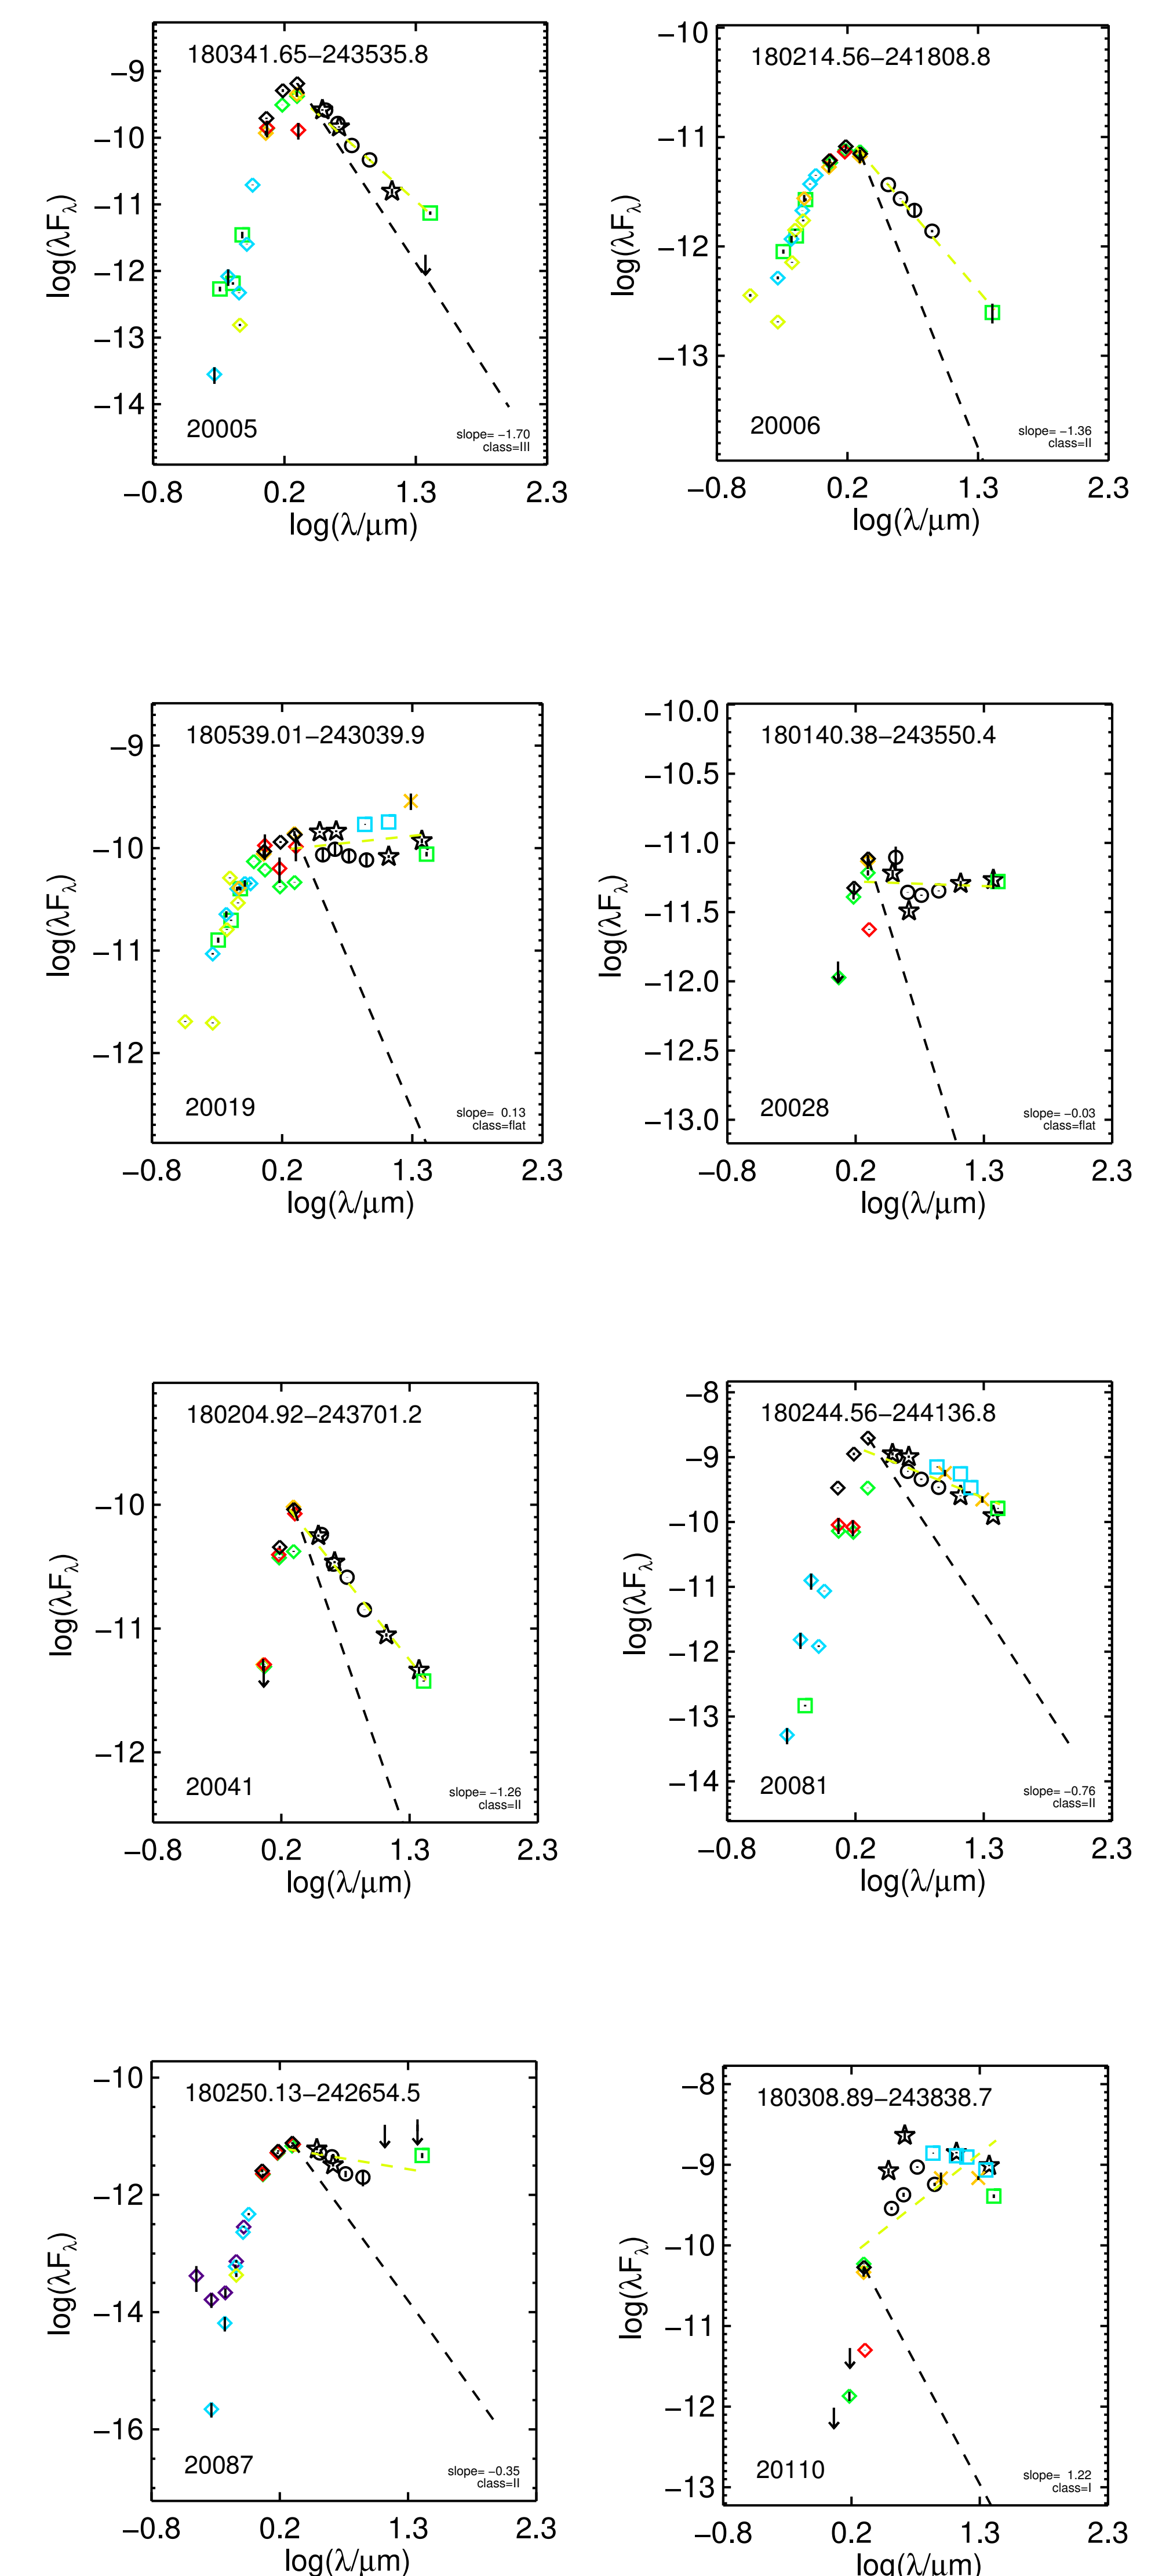 180341.65−243535.8
−9
−10
−11
−12
−13
−14
log(λFλ)
20005
slope= −1.70
class=III
−0.8 0.2 1.3 2.3
log(λ/μm)
180214.56−241808.8
−10
−11
−12
−13
log(λFλ)
20006
slope= −1.36
class=II
−0.8 0.2 1.3 2.3
log(λ/μm)
180539.01−243039.9
−9
−10
−11
−12
log(λFλ)
20019
slope= 0.13
class=flat
−0.8 0.2 1.3 2.3
log(λ/μm)
180140.38−243550.4
−10.0
−10.5
−11.0
−11.5
−12.0
−12.5
−13.0
log(λFλ)
20028
slope= −0.03
class=flat
−0.8 0.2 1.3 2.3
log(λ/μm)
180204.92−243701.2
−10
−11
−12
log(λFλ)
20041
slope= −1.26
class=II
−0.8 0.2 1.3 2.3
log(λ/μm)
180244.56−244136.8
−8
−9
−10
−11
−12
−13
−14
log(λFλ)
20081
slope= −0.76
class=II
−0.8 0.2 1.3 2.3
log(λ/μm)
180250.13−242654.5
−10
−12
−14
−16
log(λFλ)
20087
slope= −0.35
class=II
−0.8 0.2 1.3 2.3
log(λ/μm)
180308.89−243838.7
−8
−9
−10
−11
−12
−13
log(λFλ)
20110
slope= 1.22
class=I
−0.8 0.2 1.3 2.3
log(λ/μm)